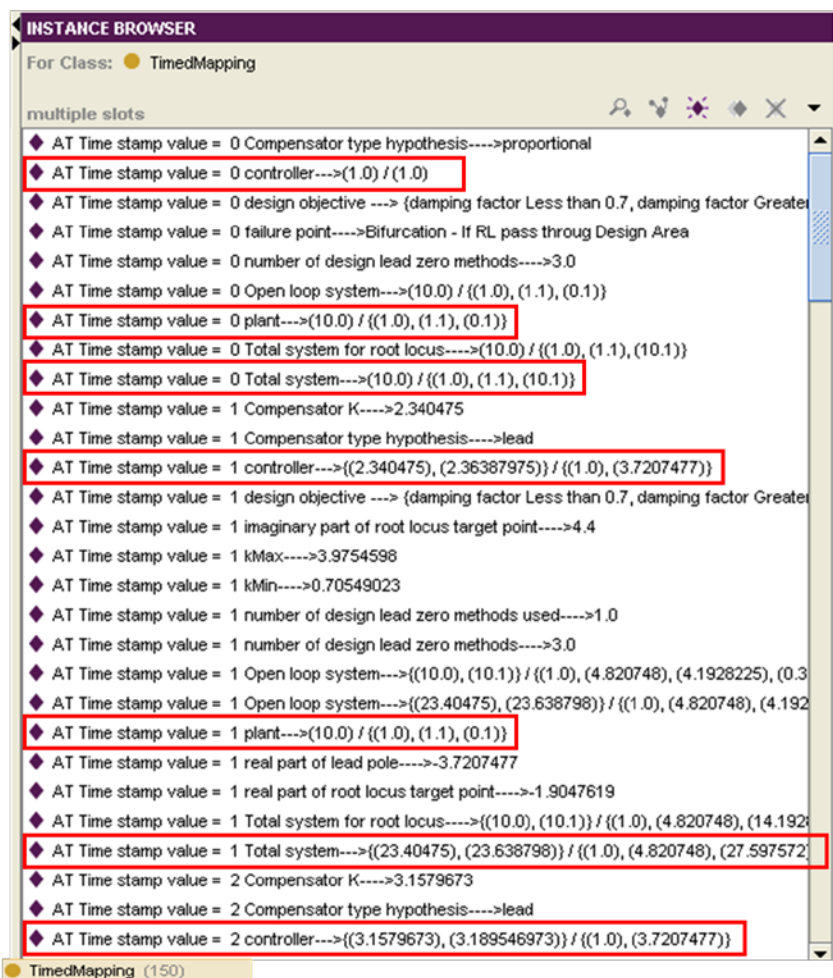 INSTANCE BROWSER
For Class: TimedMapping
multiple slots
AT Time stamp value = 0 Compensator type hypothesis---->proportional
AT Time stamp value = 0 controller--->(1.0) / (1.0)
AT Time stamp value = 0 design objective ---> {damping factor Less than 0.7, damping factor Greater
AT Time stamp value = 0 failure point---->Bifurcation - If RL pass throug Design Area
AT Time stamp value = 0 number of design lead zero methods---->3.0
AT Time stamp value = 0 Open loop system--->(10.0) / {(1.0), (1.1), (0.1)}
AT Time stamp value = 0 plant--->(10.0) / {(1.0), (1.1), (0.1)}
AT Time stamp value = 0 Total system for root locus---->(10.0) / {(1.0), (1.1), (10.1)}
AT Time stamp value = 0 Total system--->(10.0) / {(1.0), (1.1), (10.1)}
AT Time stamp value = 1 Compensator K---->2.340475
AT Time stamp value = 1 Compensator type hypothesis---->lead
AT Time stamp value = 1 controller--->{(2.340475), (2.36387975)} / {(1.0), (3.7207477)}
AT Time stamp value = 1 design objective ---> {damping factor Less than 0.7, damping factor Greater
AT Time stamp value = 1 imaginary part of root locus target point---->4.4
AT Time stamp value = 1 kMax---->3.9754598
AT Time stamp value = 1 kMin---->0.70549023
AT Time stamp value = 1 number of design lead zero methods used---->1.0
AT Time stamp value = 1 number of design lead zero methods---->3.0
AT Time stamp value = 1 Open loop system--->{(10.0), (10.1)} / {(1.0), (4.820748), (4.1928225), (0.3
AT Time stamp value = 1 Open loop system--->{(23.40475), (23.638798)} / {(1.0), (4.820748), (4.192
AT Time stamp value = 1 plant--->(10.0) / {(1.0), (1.1), (0.1)}
AT Time stamp value = 1 real part of lead pole---->-3.7207477
AT Time stamp value = 1 real part of root locus target point---->-1.9047619
AT Time stamp value = 1 Total system for root locus---->{(10.0), (10.1)} / {(1.0), (4.820748), (14.192
AT Time stamp value = 1 Total system--->{(23.40475), (23.638798)} / {(1.0), (4.820748), (27.597572)
AT Time stamp value = 2 Compensator K---->3.1579673
AT Time stamp value = 2 Compensator type hypothesis---->lead
AT Time stamp value = 2 controller--->{(3.1579673), (3.189546973)} / {(1.0), (3.7207477)}
TimedMapping (150)